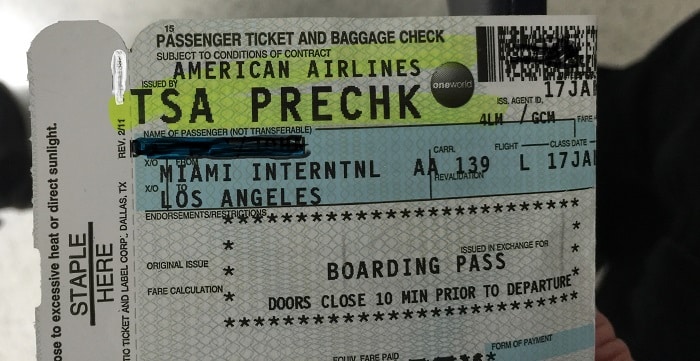 15
PASSENGER TICKET AND BAGGAGE CHECK
SUBJECT TO CONDITIONS OF CONTRACT
AMERICAN AIRLINES
ISSUED BY
oneworld
TSA PRECHK
ISS. AGENT ID. 17JA
4LM / GCM
FARE
NAME OF PASSENGER (NOT TRANSFERABLE)
X/O FROM
MIAMI INTERNTNL
CARR. FLIGHT CLASS DATE
AA 139 L 17JA
REVALIDATION
X/O TO
LOS ANGELES
ENDORSEMENTS/RESTRICTIONS
*******************************
ISSUED IN EXCHANGE FOR
ORIGINAL ISSUE
* BOARDING PASS *
FARE CALCULATION
* DOORS CLOSE 10 MIN PRIOR TO DEPARTURE*
*******************************
FORM OF PAYMENT
EQUIV. FARE PAID
ose to excessive heat or direct sunlight.
STAPLE
HERE
TIC TICKET AND LABEL CORP., DALLAS, TX REV. 2/11